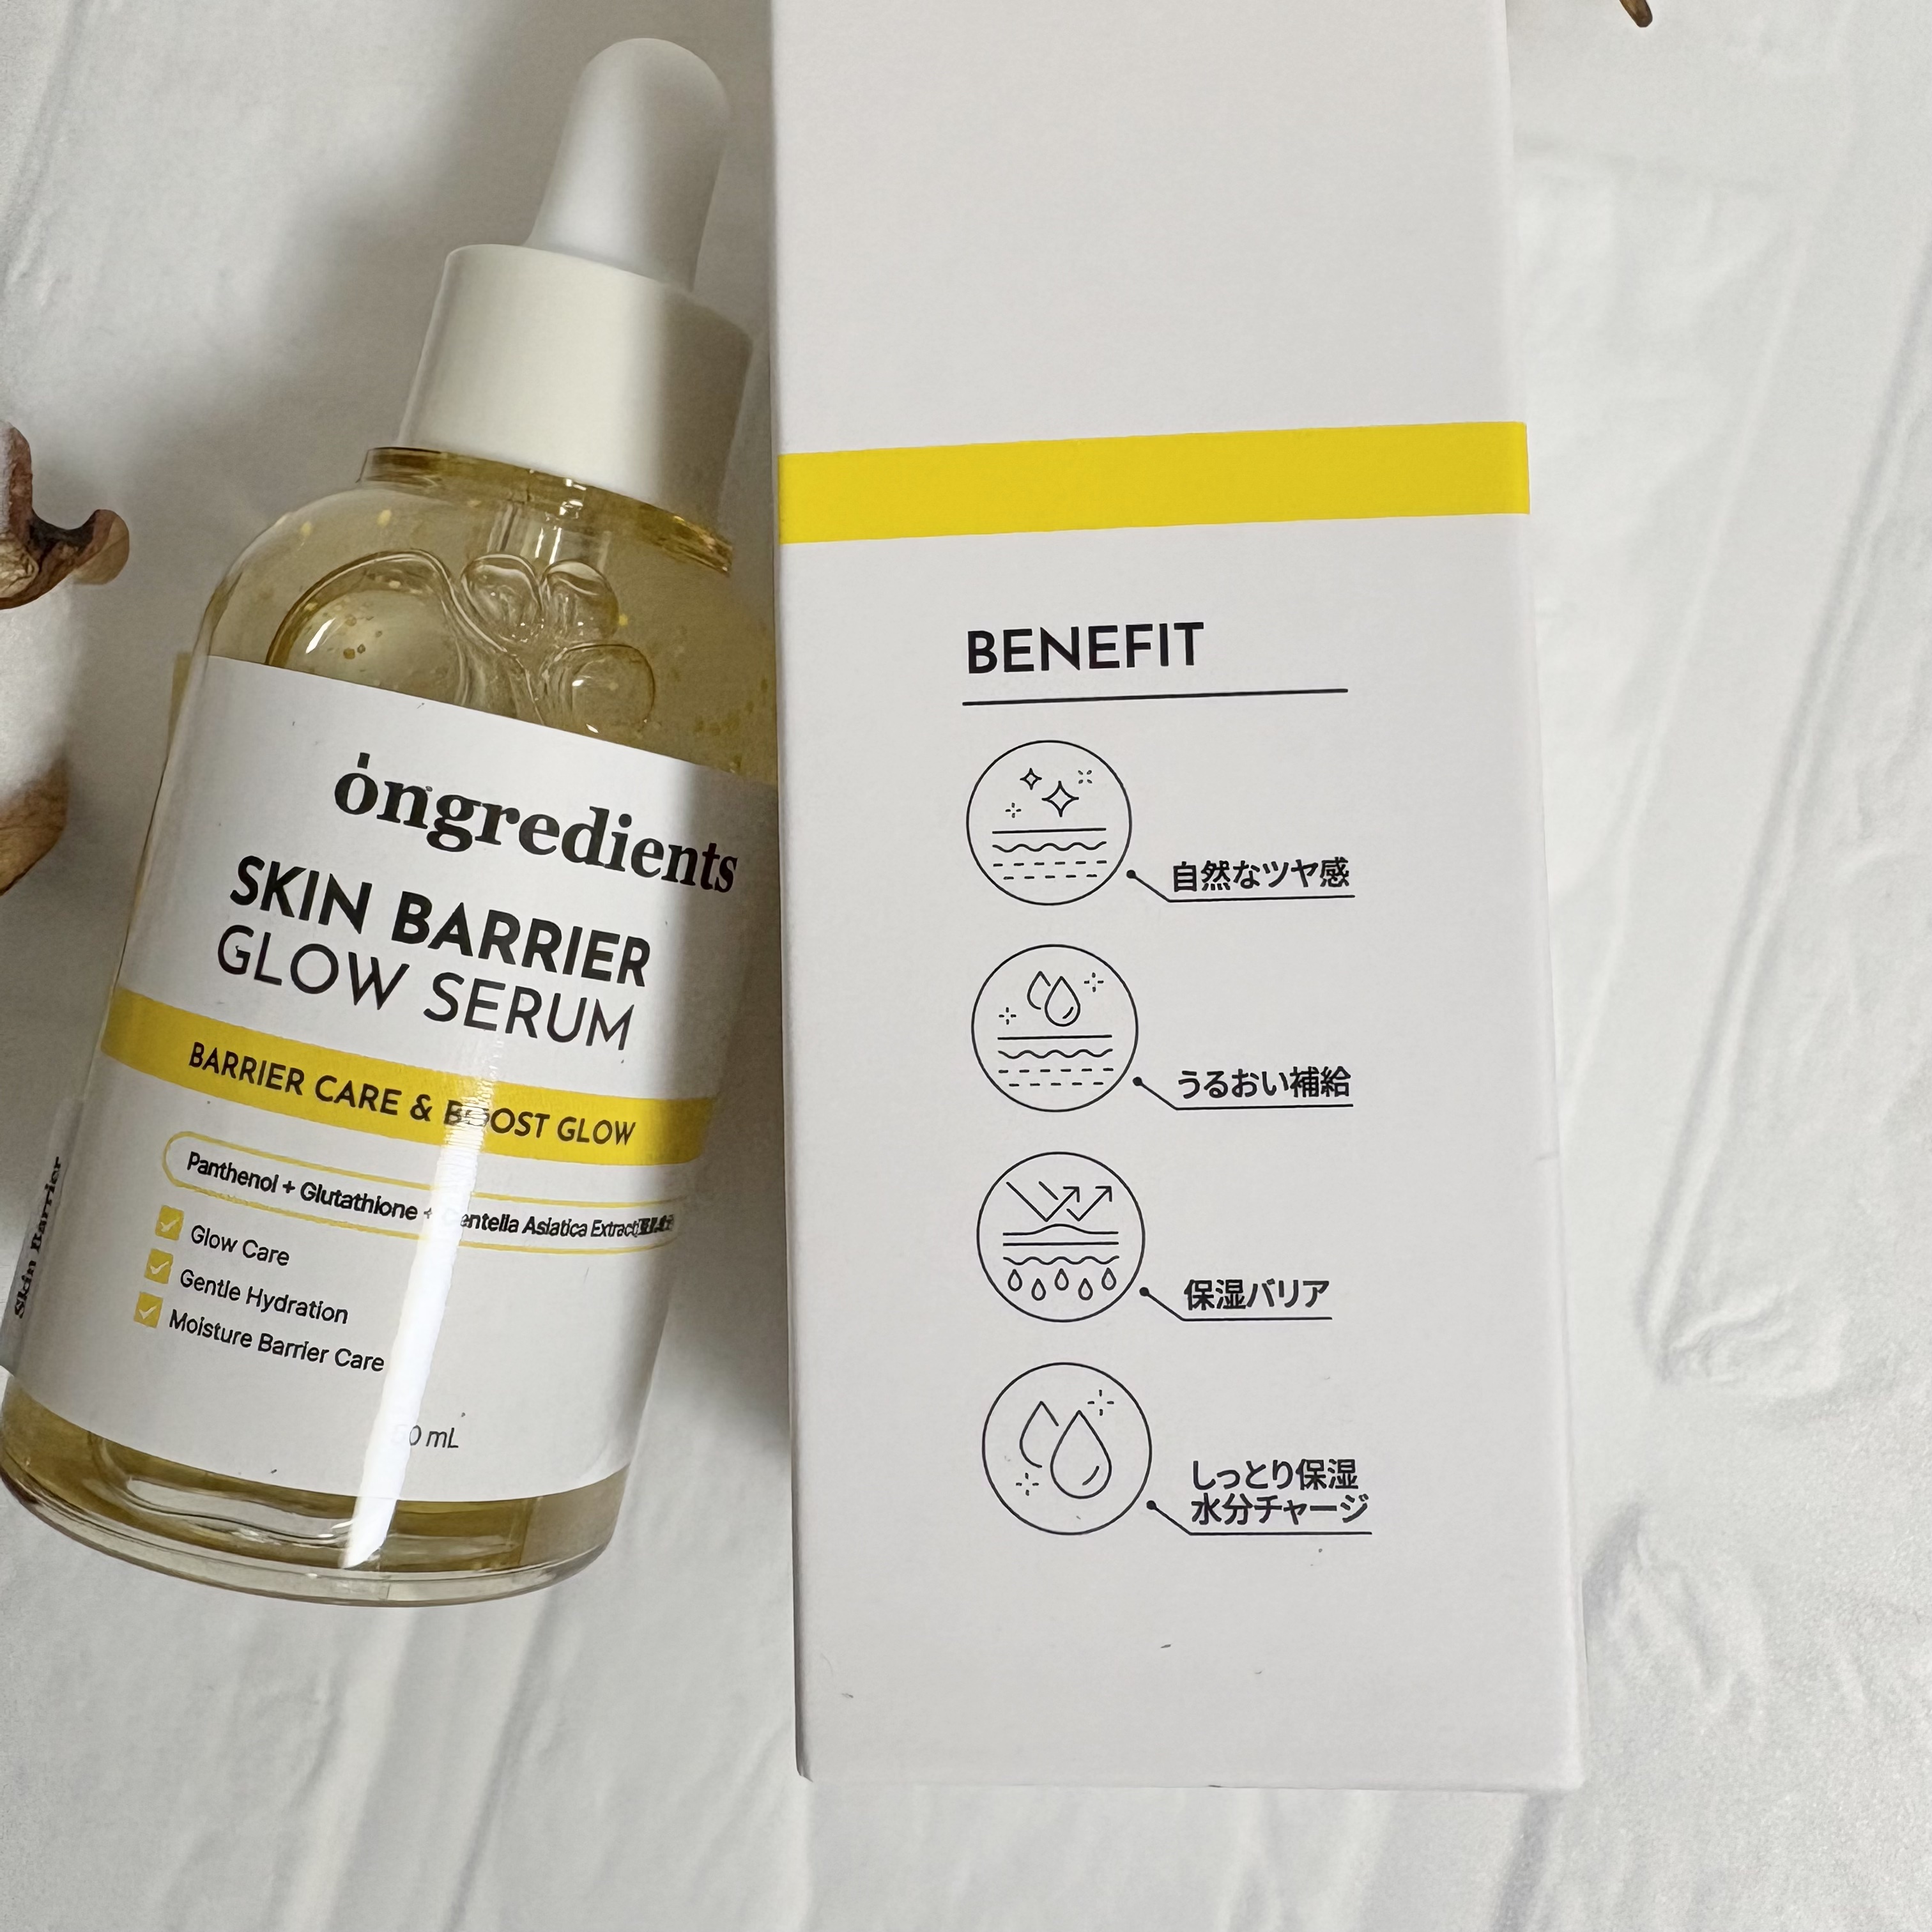 ongredients
SKIN BARRIER
GLOW SERUM
BARRIER CARE & BOOST GLOW
Panthenol + Glutathione + Centella Asiatica Extract
Glow Care
Gentle Hydration
Moisture Barrier Care
mL
Skin Barrier
BENEFIT
自然なツヤ感
うるおい補給
保湿バリア
しっとり保湿
水分チャージ